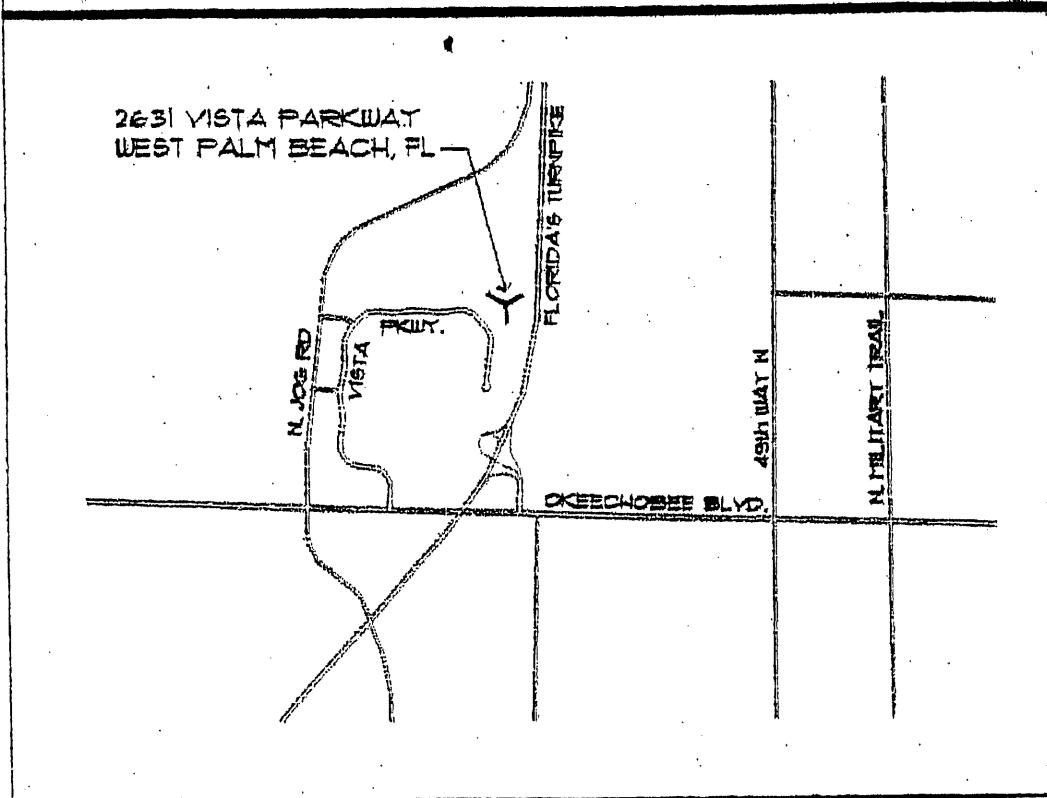 2631 VISTA PARKWAY
WEST PALM BEACH, FL
FLORIDA'S TURNPIKE
PKWY.
VISTA
N. JOG RD
49th WAY N
N. MILITARY TRAIL
OKEECHOBEE BLVD.